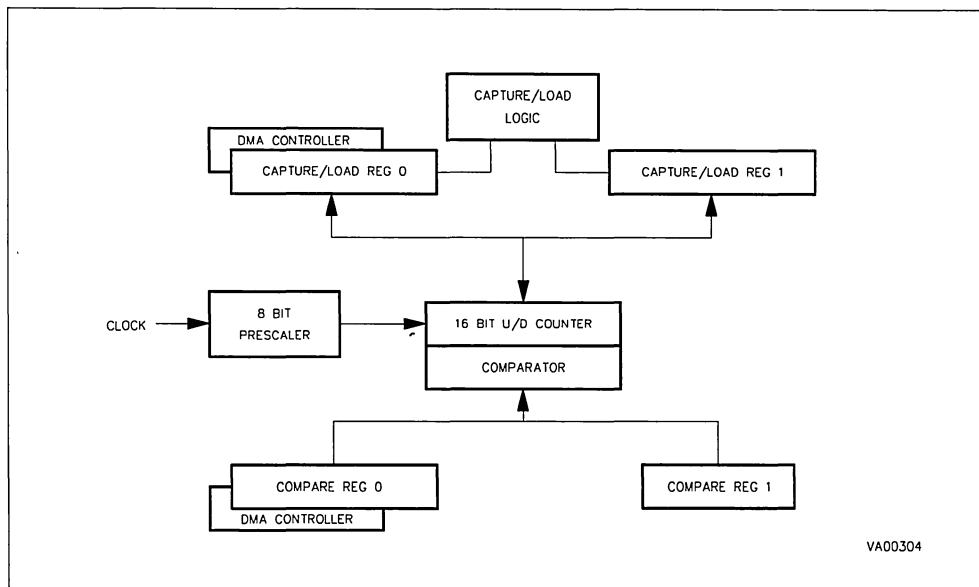 CAPTURE/LOAD
LOGIC
DMA CONTROLLER
CAPTURE/LOAD REG 0
CAPTURE/LOAD REG 1
CLOCK
8 BIT
PRESCALER
16 BIT U/D COUNTER
COMPARATOR
COMPARE REG 0
COMPARE REG 1
DMA CONTROLLER
VA00304